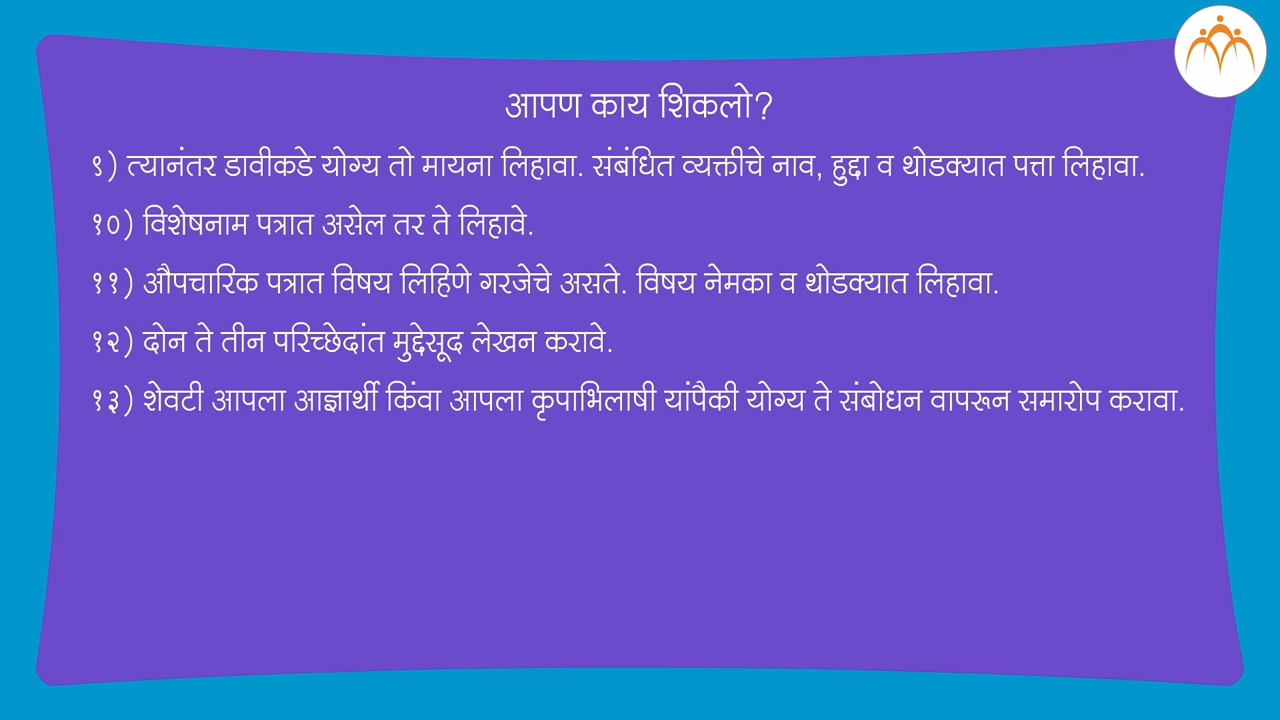 आपण काय शिकलो?
९) त्यानंतर डावीकडे योग्य तो मायना लिहावा. संबंधित व्यक्तीचे नाव, हुद्दा व थोडक्यात पत्ता लिहावा.
१०) विशेषनाम पत्रात असेल तर ते लिहावे.
११) औपचारिक पत्रात विषय लिहिणे गरजेचे असते. विषय नेमका व थोडक्यात लिहावा.
१२) दोन ते तीन परिच्छेदांत मुद्देसूद लेखन करावे.
१३) शेवटी आपला आज्ञार्थी किंवा आपला कृपाभिलाषी यांपैकी योग्य ते संबोधन वापरून समारोप करावा.